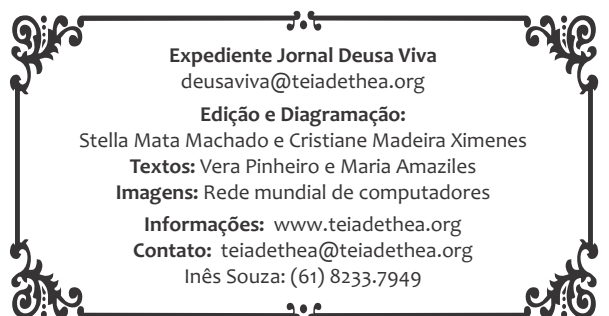 Expediente Jornal Deusa Viva
deusaviva@teiadethea.org
Edição e Diagramação:
Stella Mata Machado e Cristiane Madeira Ximenes
Textos: Vera Pinheiro e Maria Amaziles
Imagens: Rede mundial de computadores
Informações: www.teiadethea.org
Contato: teiadethea@teiadethea.org
Inês Souza: (61) 8233.7949